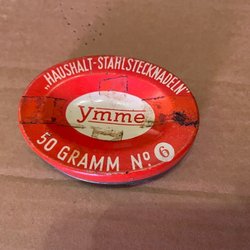 „HAUSHALT-STAHLSTECKNADELN"
ymme
50 GRAMM No 6